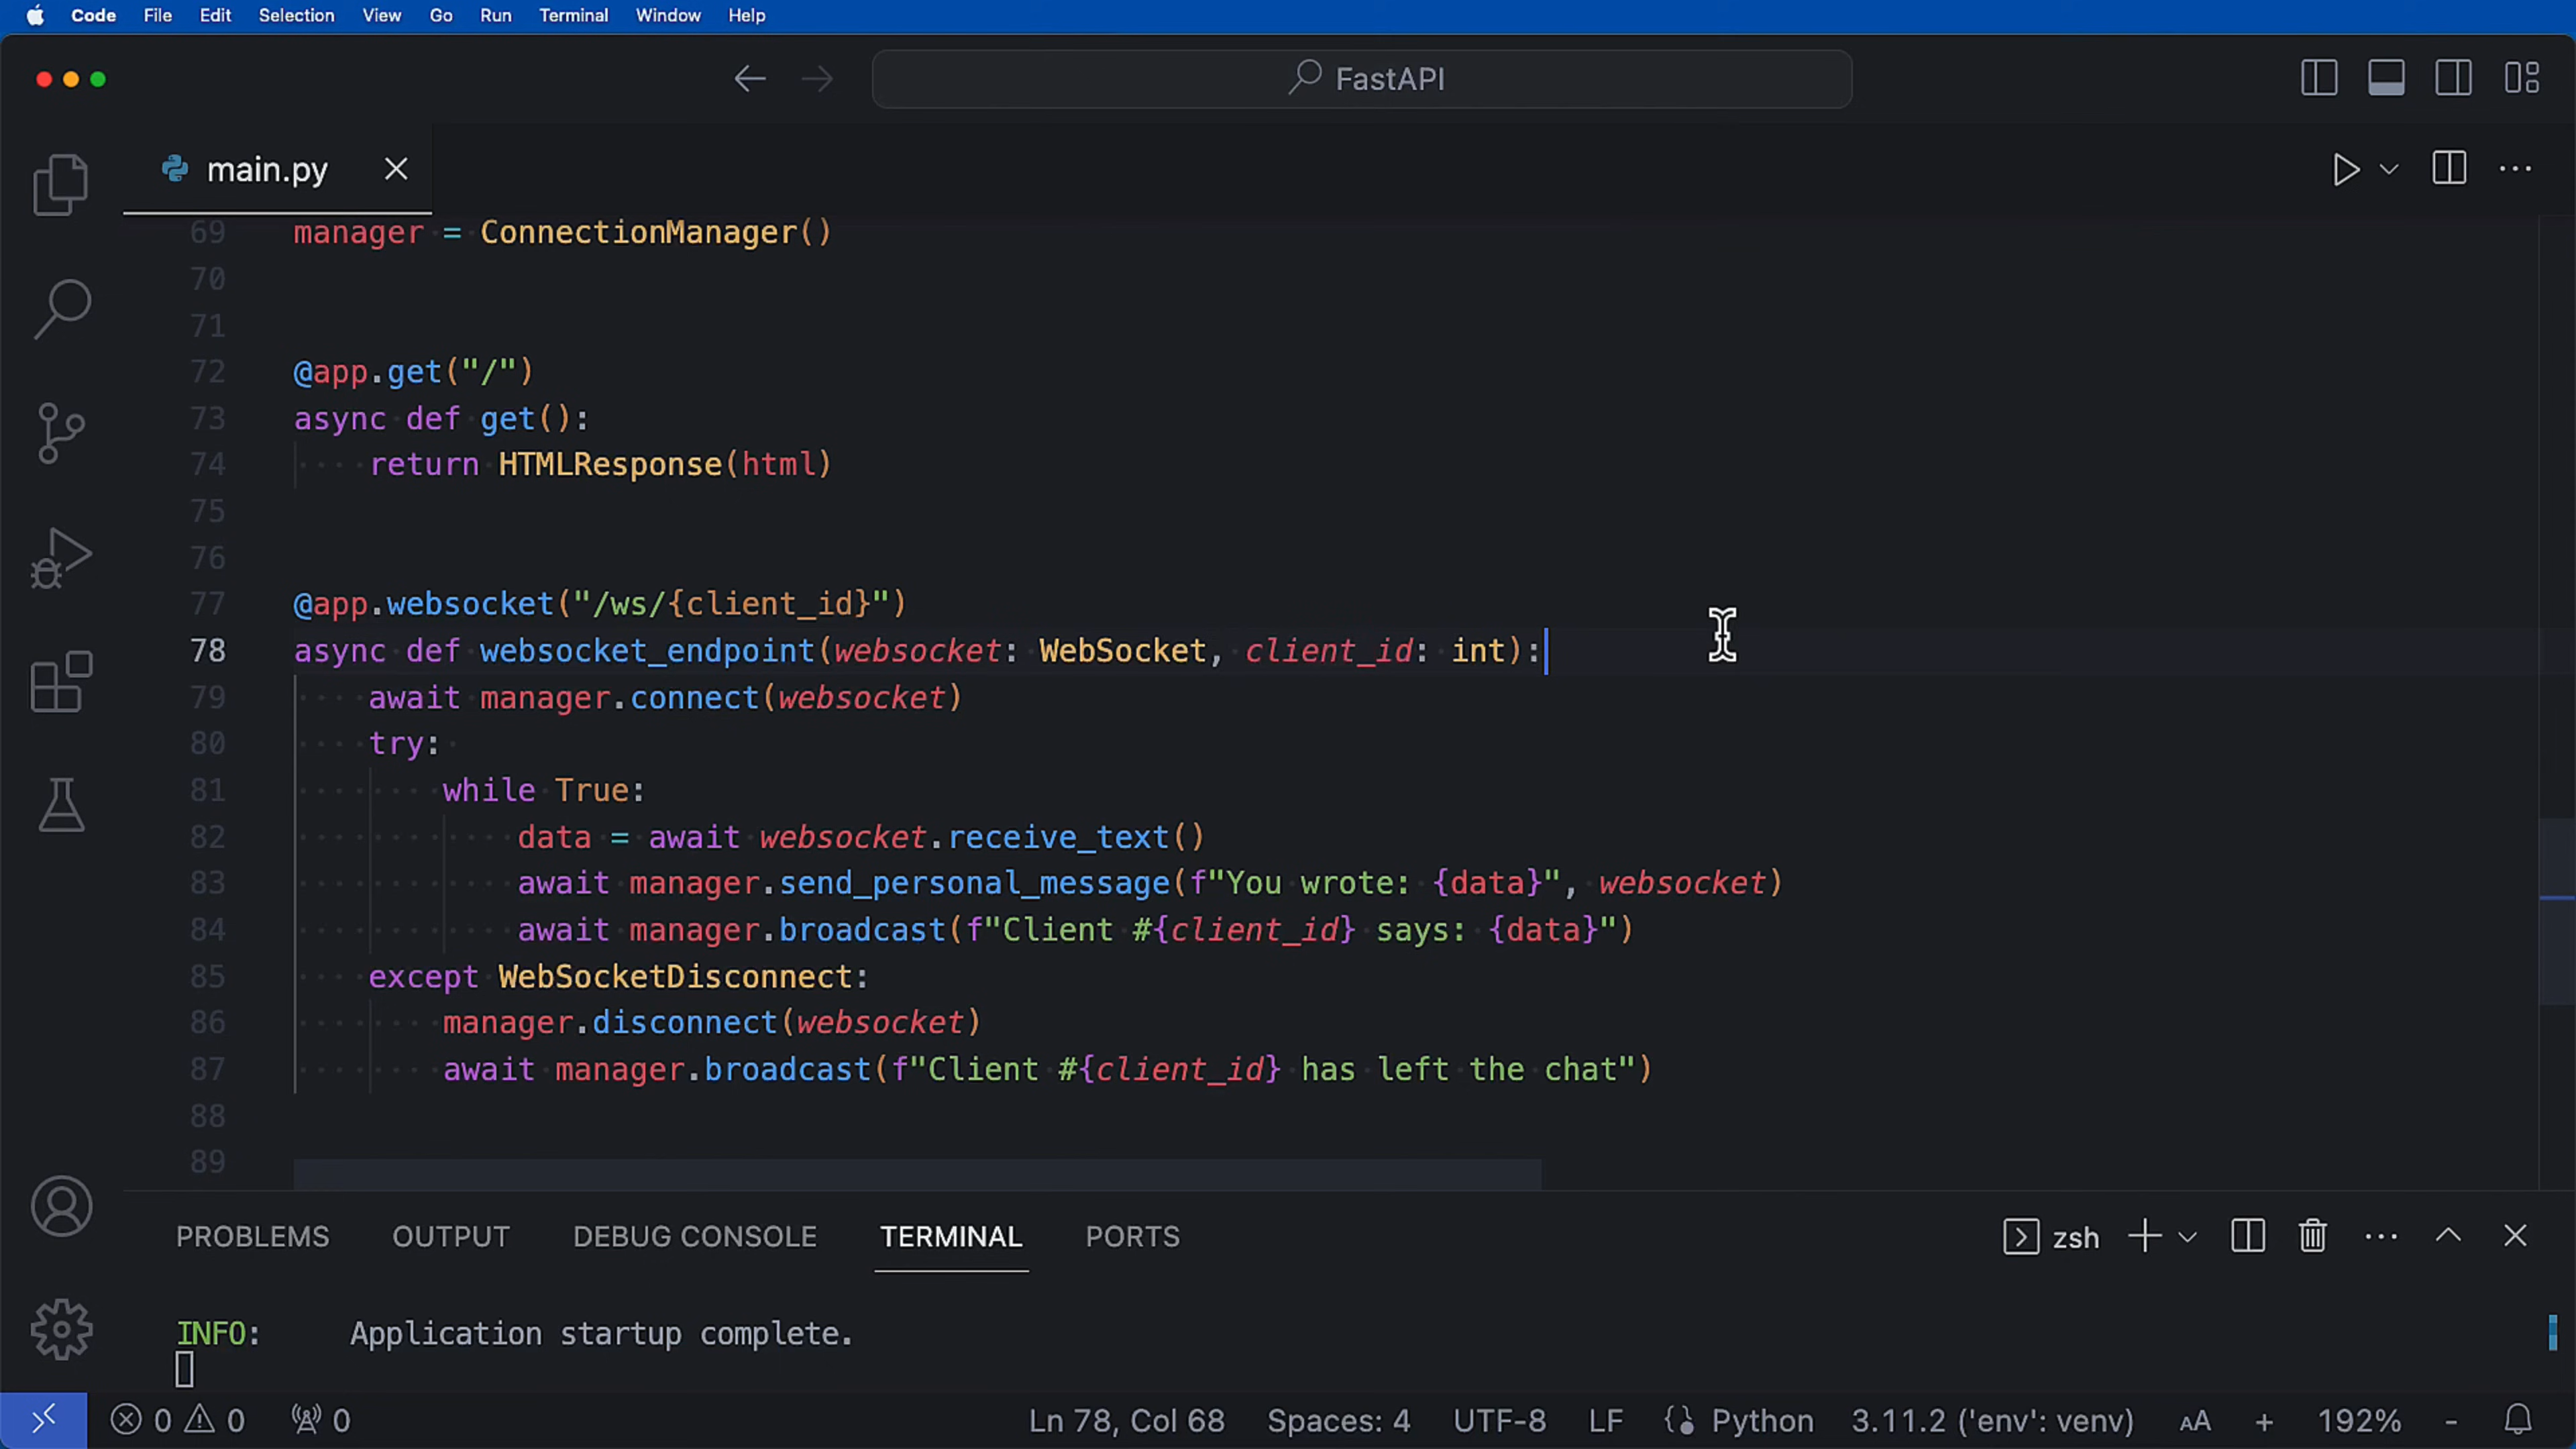 Code File Edit Selection View Go Run Terminal Window Help
FastAPI
main.py
69 manager = ConnectionManager()
70
71
72 @app.get("/")
73 async def get():
74     return HTMLResponse(html)
75
76
77 @app.websocket("/ws/{client_id}")
78 async def websocket_endpoint(websocket: WebSocket, client_id: int):
79     await manager.connect(websocket)
80     try:
81         while True:
82             data = await websocket.receive_text()
83             await manager.send_personal_message(f"You wrote: {data}", websocket)
84             await manager.broadcast(f"Client #{client_id} says: {data}")
85     except WebSocketDisconnect:
86         manager.disconnect(websocket)
87         await manager.broadcast(f"Client #{client_id} has left the chat")
88
89
PROBLEMS OUTPUT DEBUG CONSOLE TERMINAL PORTS zsh
INFO:     Application startup complete.
0 0 0 Ln 78, Col 68 Spaces: 4 UTF-8 LF Python 3.11.2 ('env': venv) AA + 192% -